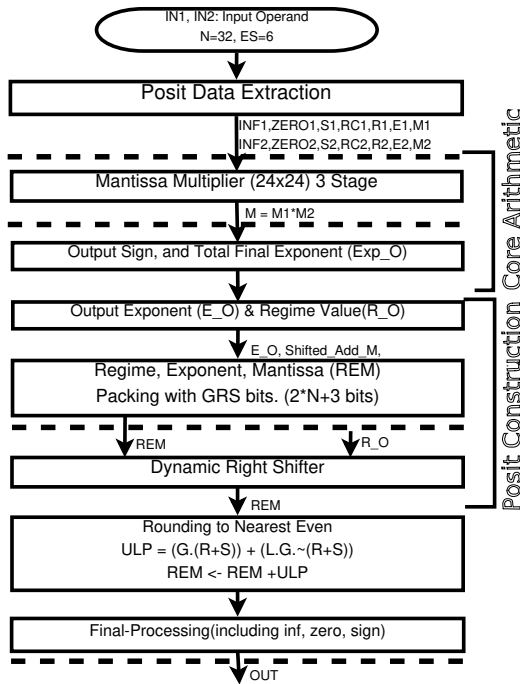 IN1, IN2: Input Operand
N=32, ES=6
Posit Data Extraction
INF1,ZERO1,S1,RC1,R1,E1,M1
INF2,ZERO2,S2,RC2,R2,E2,M2
Mantissa Multiplier (24x24) 3 Stage
M = M1*M2
Output Sign, and Total Final Exponent (Exp_O)
Core Arithmetic
Output Exponent (E_O) & Regime Value(R_O)
E_O, Shifted_Add_M,
Regime, Exponent, Mantissa (REM)
Packing with GRS bits. (2*N+3 bits)
REM
R_O
Dynamic Right Shifter
REM
Posit Construction
Rounding to Nearest Even
ULP = (G.(R+S)) + (L.G.~(R+S))
REM <- REM +ULP
Final-Processing(including inf, zero, sign)
OUT